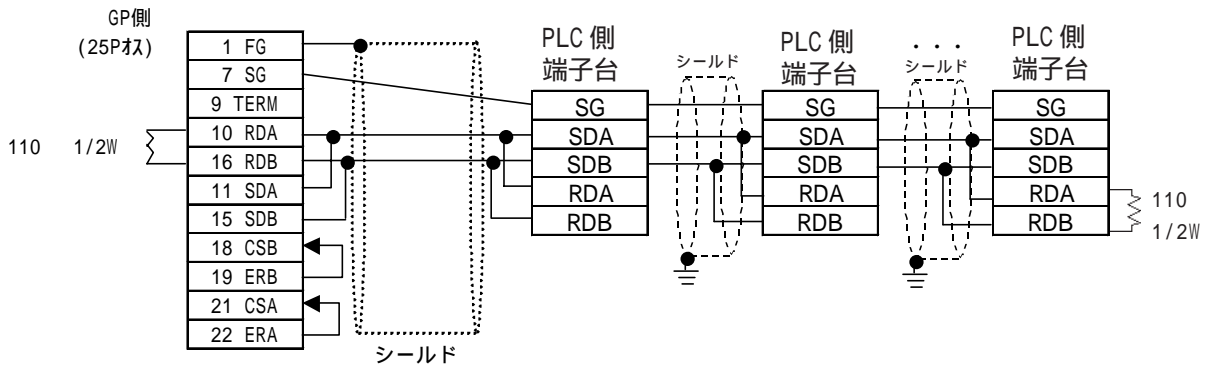 GP側
(25Pｵｽ)
1 FG
7 SG
9 TERM
10 RDA
16 RDB
11 SDA
15 SDB
18 CSB
19 ERB
21 CSA
22 ERA
110 1/2W
シールド
PLC 側
端子台
SG
SDA
SDB
RDA
RDB
シールド
PLC 側
端子台
SG
SDA
SDB
RDA
RDB
・・・
シールド
PLC 側
端子台
SG
SDA
SDB
RDA
RDB
110
1/2W